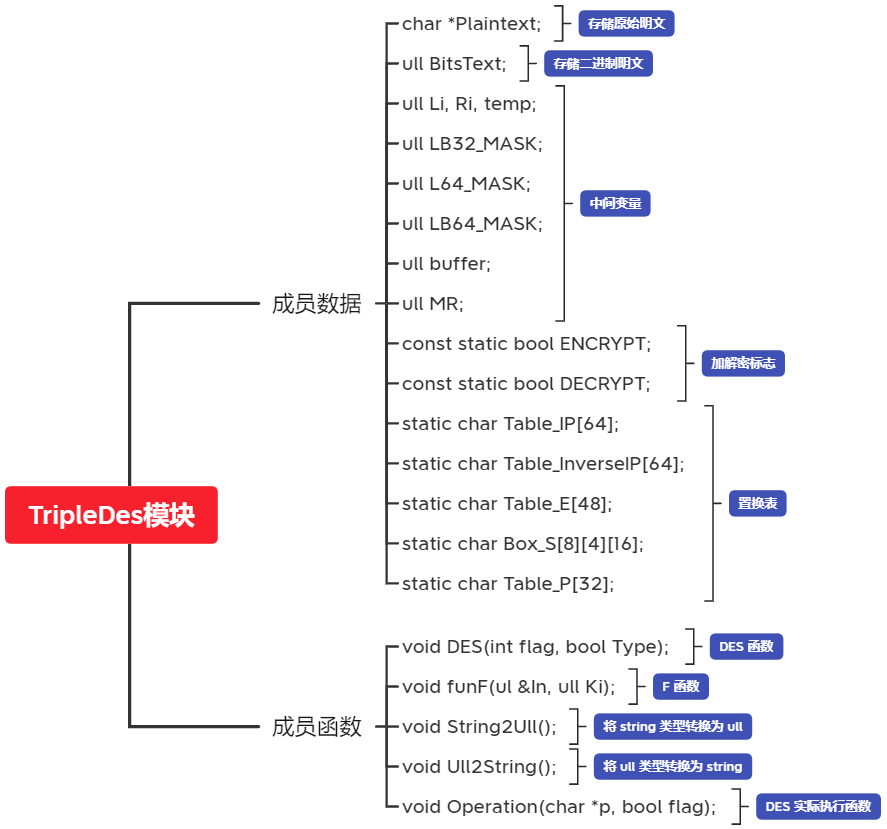 TripleDes模块
成员数据
char *Plaintext;
存储原始明文
ull BitsText;
存储二进制明文
ull Li, Ri, temp;
ull LB32_MASK;
ull L64_MASK;
ull LB64_MASK;
ull buffer;
ull MR;
中间变量
const static bool ENCRYPT;
const static bool DECRYPT;
加解密标志
static char Table_IP[64];
static char Table_InverseIP[64];
static char Table_E[48];
static char Box_S[8][4][16];
static char Table_P[32];
置换表
成员函数
void DES(int flag, bool Type);
DES 函数
void funF(ul &In, ull Ki);
F 函数
void String2Ull();
将 string 类型转换为 ull
void Ull2String();
将 ull 类型转换为 string
void Operation(char *p, bool flag);
DES 实际执行函数